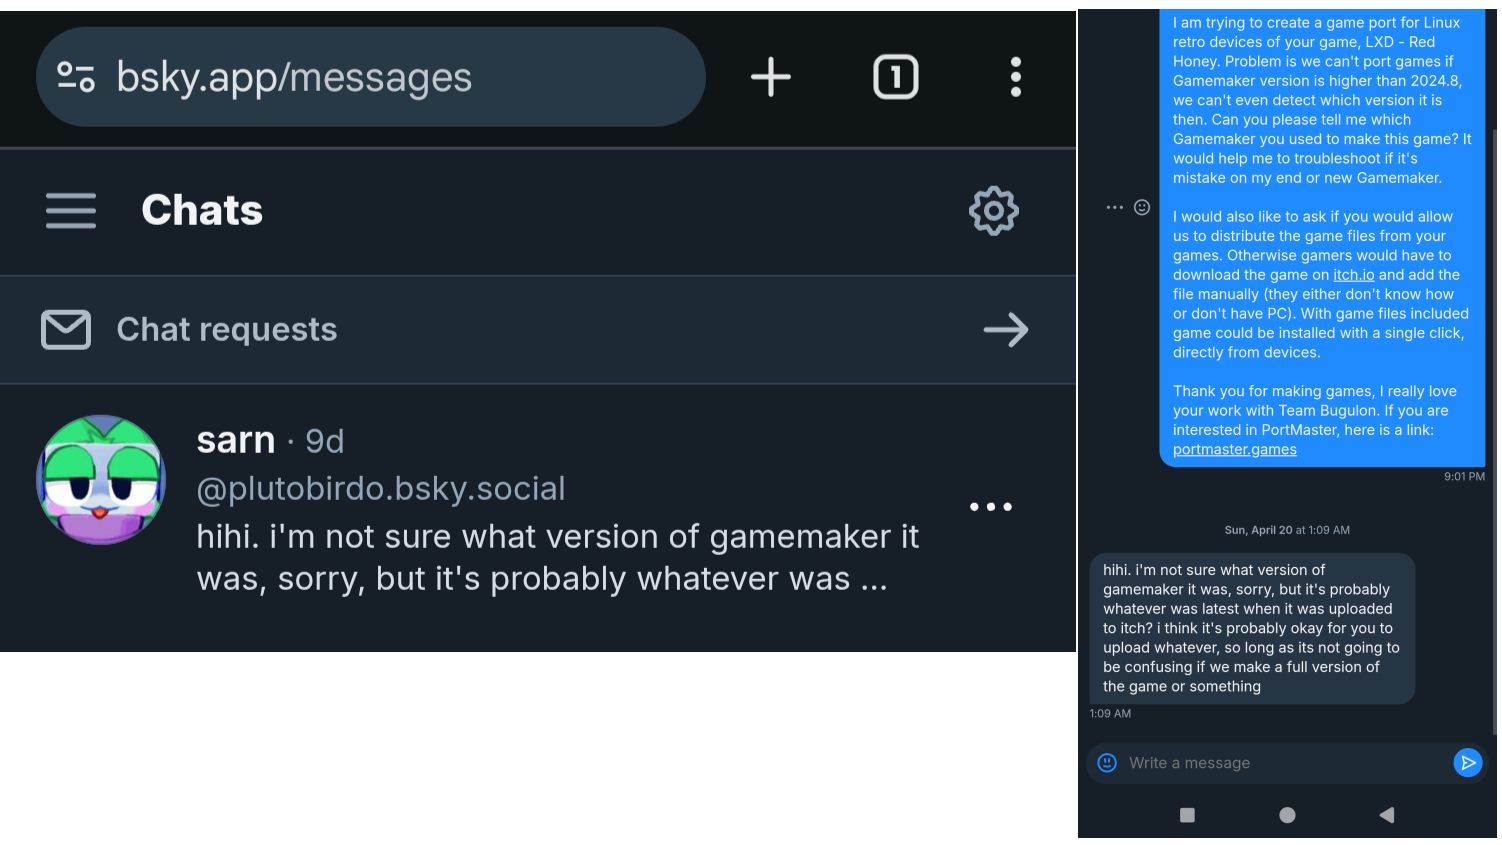 bsky.app/messages
1
Chats
Chat requests
sarn · 9d
@plutobirdo.bsky.social
hihi. i'm not sure what version of gamemaker it
was, sorry, but it's probably whatever was ...
I am trying to create a game port for Linux
retro devices of your game, LXD - Red
Honey. Problem is we can't port games if
Gamemaker version is higher than 2024.8,
we can't even detect which version it is
then. Can you please tell me which
Gamemaker you used to make this game? It
would help me to troubleshoot if it's
mistake on my end or new Gamemaker.
I would also like to ask if you would allow
us to distribute the game files from your
games. Otherwise gamers would have to
download the game on itch.io and add the
file manually (they either don't know how
or don't have PC). With game files included
game could be installed with a single click,
directly from devices.
Thank you for making games, I really love
your work with Team Bugulon. If you are
interested in PortMaster, here is a link:
portmaster.games
9:01 PM
Sun, April 20 at 1:09 AM
hihi. i'm not sure what version of
gamemaker it was, sorry, but it's probably
whatever was latest when it was uploaded
to itch? i think it's probably okay for you to
upload whatever, so long as its not going to
be confusing if we make a full version of
the game or something
1:09 AM
Write a message